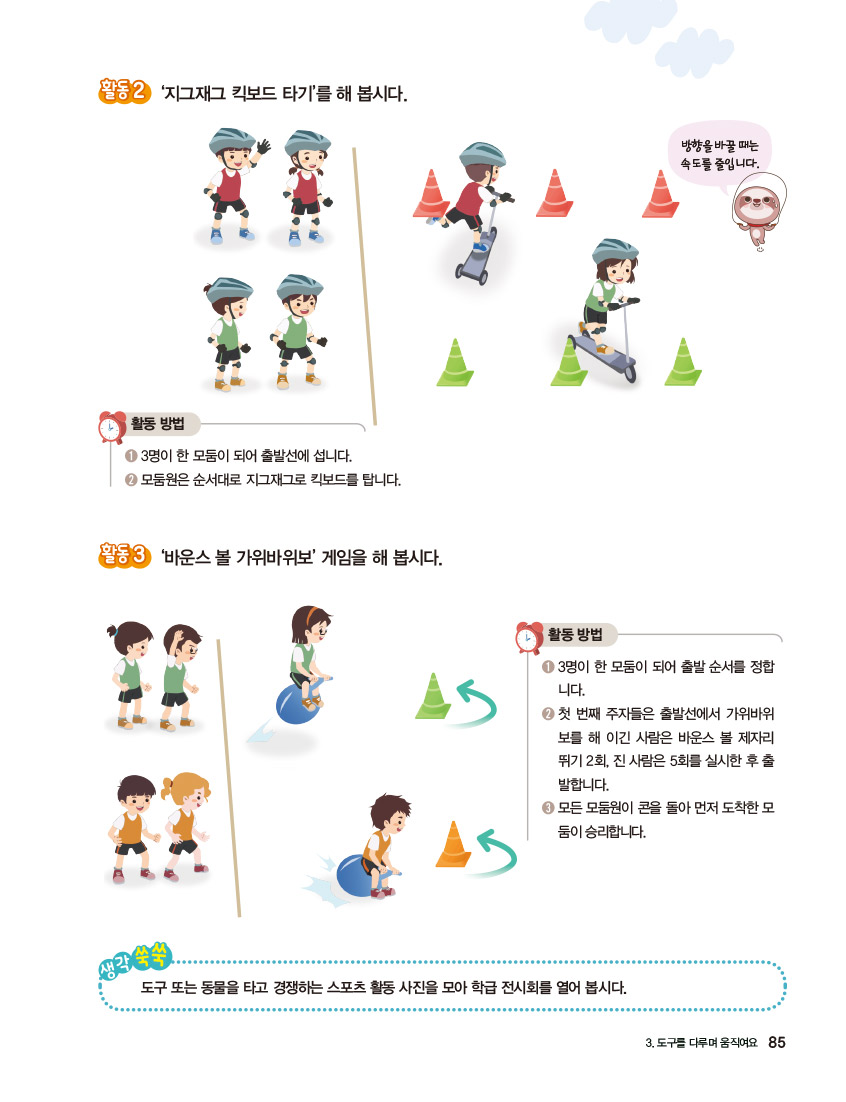 활동 2 '지그재그 킥보드 타기'를 해 봅시다.
방향을 바꿀 때는
속도를 줄입니다.
활동 방법
❶ 3명이 한 모둠이 되어 출발선에 섭니다.
❷ 모둠원은 순서대로 지그재그로 킥보드를 탑니다.
활동 3 '바운스 볼 가위바위보' 게임을 해 봅시다.
활동 방법
❶ 3명이 한 모둠이 되어 출발 순서를 정합
니다.
❷ 첫 번째 주자들은 출발선에서 가위바위
보를 해 이긴 사람은 바운스 볼 제자리
뛰기 2회, 진 사람은 5회를 실시한 후 출
발합니다.
❸ 모든 모둠원이 콘을 돌아 먼저 도착한 모
둠이 승리합니다.
생각 쑥쑥
도구 또는 동물을 타고 경쟁하는 스포츠 활동 사진을 모아 학급 전시회를 열어 봅시다.
3. 도구를 다루며 움직여요 85